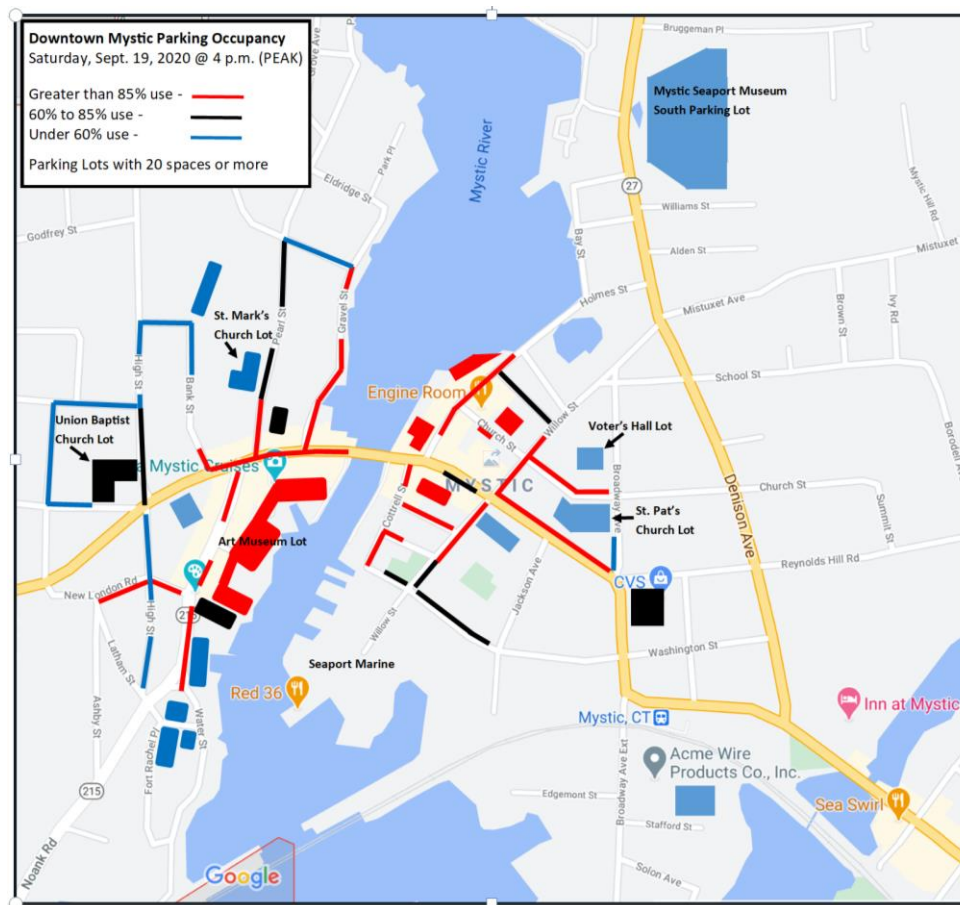 Downtown Mystic Parking Occupancy
Saturday, Sept. 19, 2020 @ 4 p.m. (PEAK)
Greater than 85% use -
60% to 85% use -
Under 60% use -
Parking Lots with 20 spaces or more
Grove Ave
Bruggeman Pl
Mystic Seaport Museum
South Parking Lot
Mystic River
Park Pl
Eldridge St
27
Mystic Hill Rd
Williams St
Godfrey St
Bay St
Alden St
Mistuxet
Holmes St
Mistuxet Ave
Brown St
Ivy Rd
St. Mark's
Church Lot
Pearl St
Gravel St
High St
Bank St
School St
Engine Room
Willow St
Church St
Borodell Ave
Union Baptist
Church Lot
Voter's Hall Lot
a Mystic Cruises
MYSTIC
Broadway Ave
Denison Ave
Church St
Summit St
Cottrell St
St. Pat's
Church Lot
Art Museum Lot
Reynolds Hill Rd
New London Rd
CVS
Jackson Ave
215
High St
Latham St
Willow St
Washington St
Seaport Marine
Red 36
Ashby St
Water St
Fort Rachel Pl
Mystic, CT
Inn at Mystic
Acme Wire
Products Co., Inc.
215
Broadway Ave Ext
Edgemont St
Sea Swirl
Stafford St
Noank Rd
Google
Solon Ave